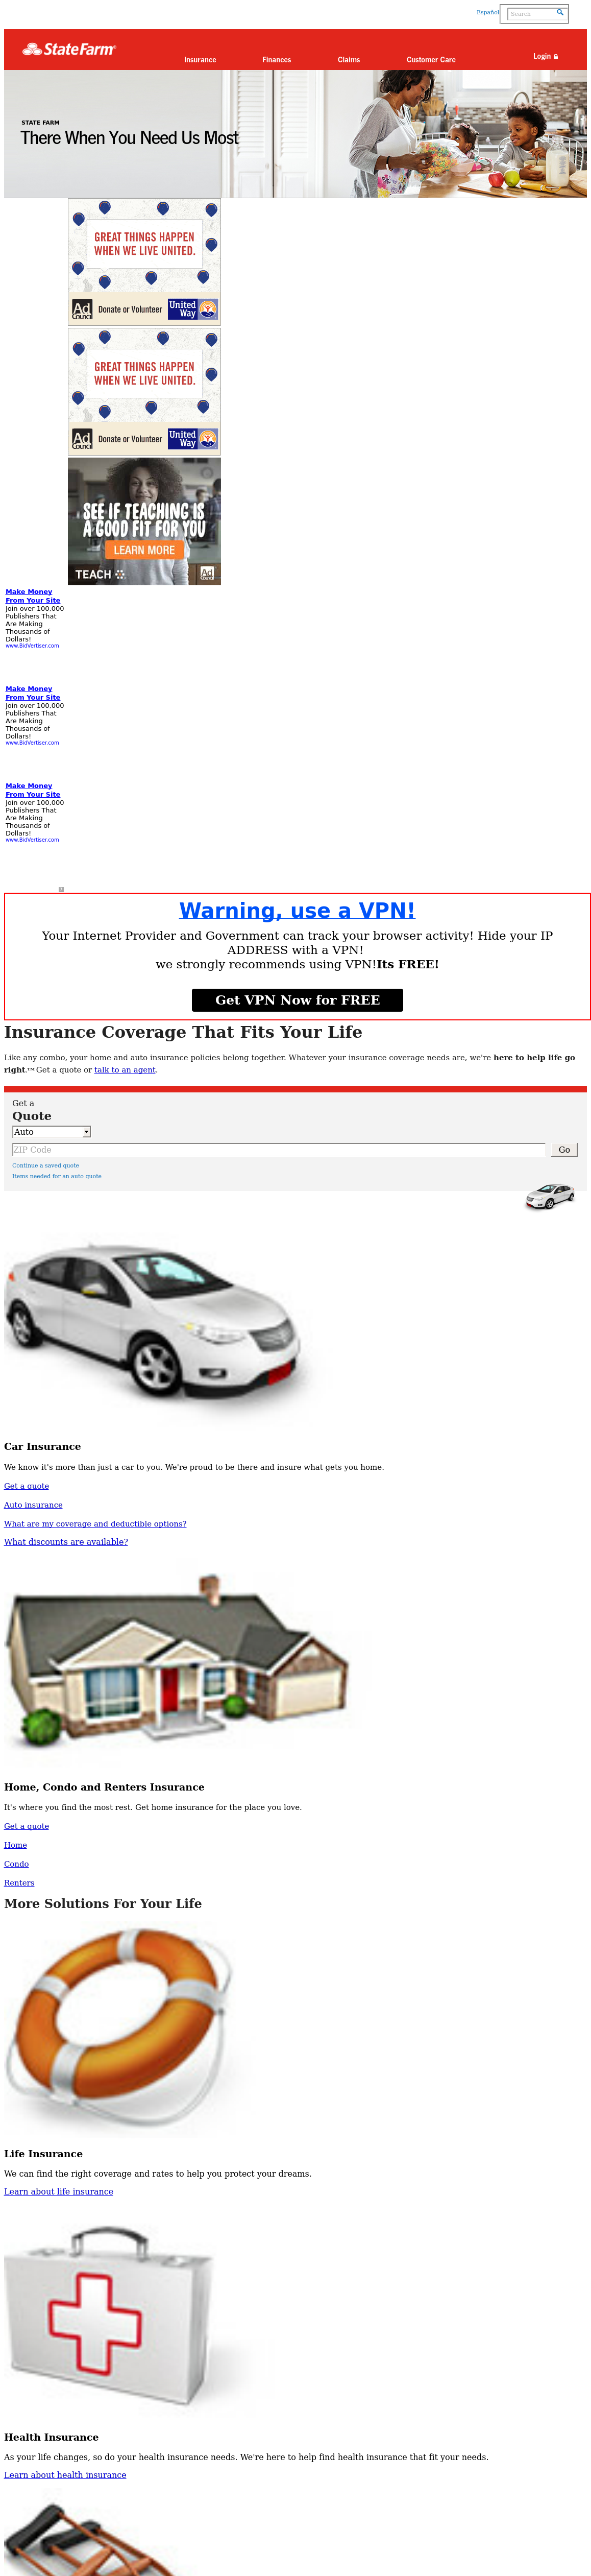 Español
Search
StateFarm
Insurance
Finances
Claims
Customer Care
Login
STATE FARM
There When You Need Us Most
GREAT THINGS HAPPEN
WHEN WE LIVE UNITED.
Ad
Council
Donate or Volunteer
United
Way
GREAT THINGS HAPPEN
WHEN WE LIVE UNITED.
Ad
Council
Donate or Volunteer
United
Way
SEE IF TEACHING IS
A GOOD FIT FOR YOU
LEARN MORE
TEACH
Ad
Council
Make Money
From Your Site
Join over 100,000
Publishers That
Are Making
Thousands of
Dollars!
www.BidVertiser.com
Make Money
From Your Site
Join over 100,000
Publishers That
Are Making
Thousands of
Dollars!
www.BidVertiser.com
Make Money
From Your Site
Join over 100,000
Publishers That
Are Making
Thousands of
Dollars!
www.BidVertiser.com
Warning, use a VPN!
Your Internet Provider and Government can track your browser activity! Hide your IP
ADDRESS with a VPN!
we strongly recommends using VPN!Its FREE!
Get VPN Now for FREE
Insurance Coverage That Fits Your Life
Like any combo, your home and auto insurance policies belong together. Whatever your insurance coverage needs are, we're here to help life go
right.™ Get a quote or talk to an agent.
Get a
Quote
Auto
ZIP Code
Go
Continue a saved quote
Items needed for an auto quote
Car Insurance
We know it's more than just a car to you. We're proud to be there and insure what gets you home.
Get a quote
Auto insurance
What are my coverage and deductible options?
What discounts are available?
Home, Condo and Renters Insurance
It's where you find the most rest. Get home insurance for the place you love.
Get a quote
Home
Condo
Renters
More Solutions For Your Life
Life Insurance
We can find the right coverage and rates to help you protect your dreams.
Learn about life insurance
Health Insurance
As your life changes, so do your health insurance needs. We're here to help find health insurance that fit your needs.
Learn about health insurance